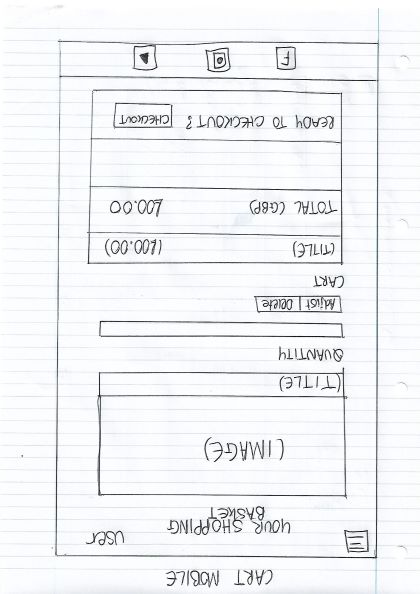 CART MOBILE
user
YOUR SHOPPING
BASKET
(IMAGE)
(TITLE)
QUANTITY
Adjust Delete
CART
(TITLE) (£00.00)
TOTAL (GBP) £00.00
READY TO CHECKOUT? CHECKOUT
F